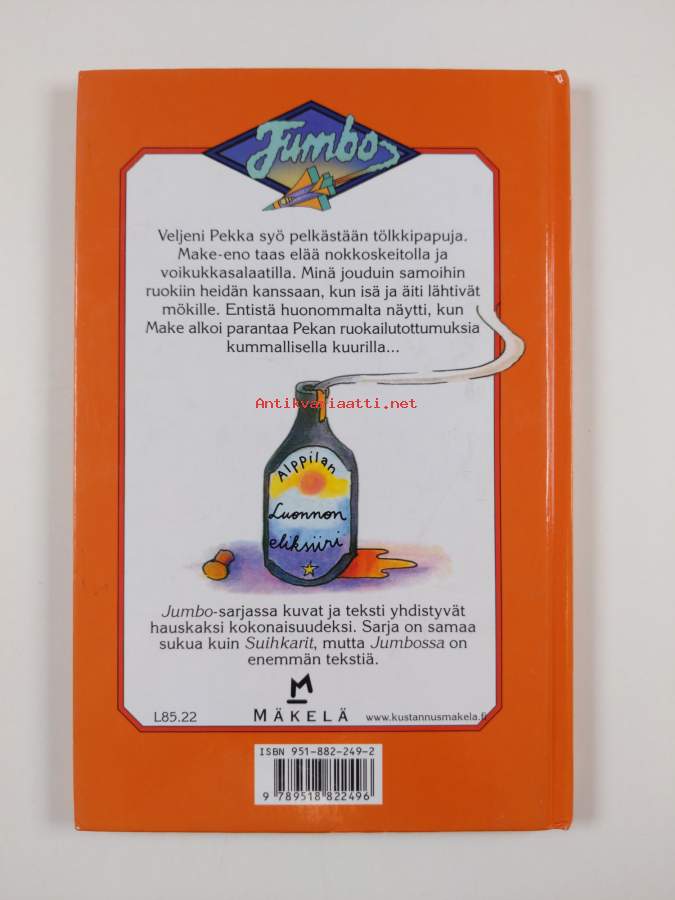 Jumbo
Veljeni Pekka syö pelkästään tölkkipapuja.
Make-eno taas elää nokkoskeitolla ja
voikukkasalaatilla. Minä jouduin samoihin
ruokiin heidän kanssaan, kun isä ja äiti lähtivät
mökille. Entistä huonommalta näytti, kun
Make alkoi parantaa Pekan ruokailutottumuksia
kummallisella kuurilla...
Antikvariaatti.net
Alppilan
Luonnon
eliksiiri
Jumbo-sarjassa kuvat ja teksti yhdistyvät
hauskaksi kokonaisuudeksi. Sarja on samaa
sukua kuin Suihkarit, mutta Jumbossa on
enemmän tekstiä.
M
L85.22 MÄKELÄ www.kustannusmakela.fi
ISBN 951-882-249-2
9 789518 822496